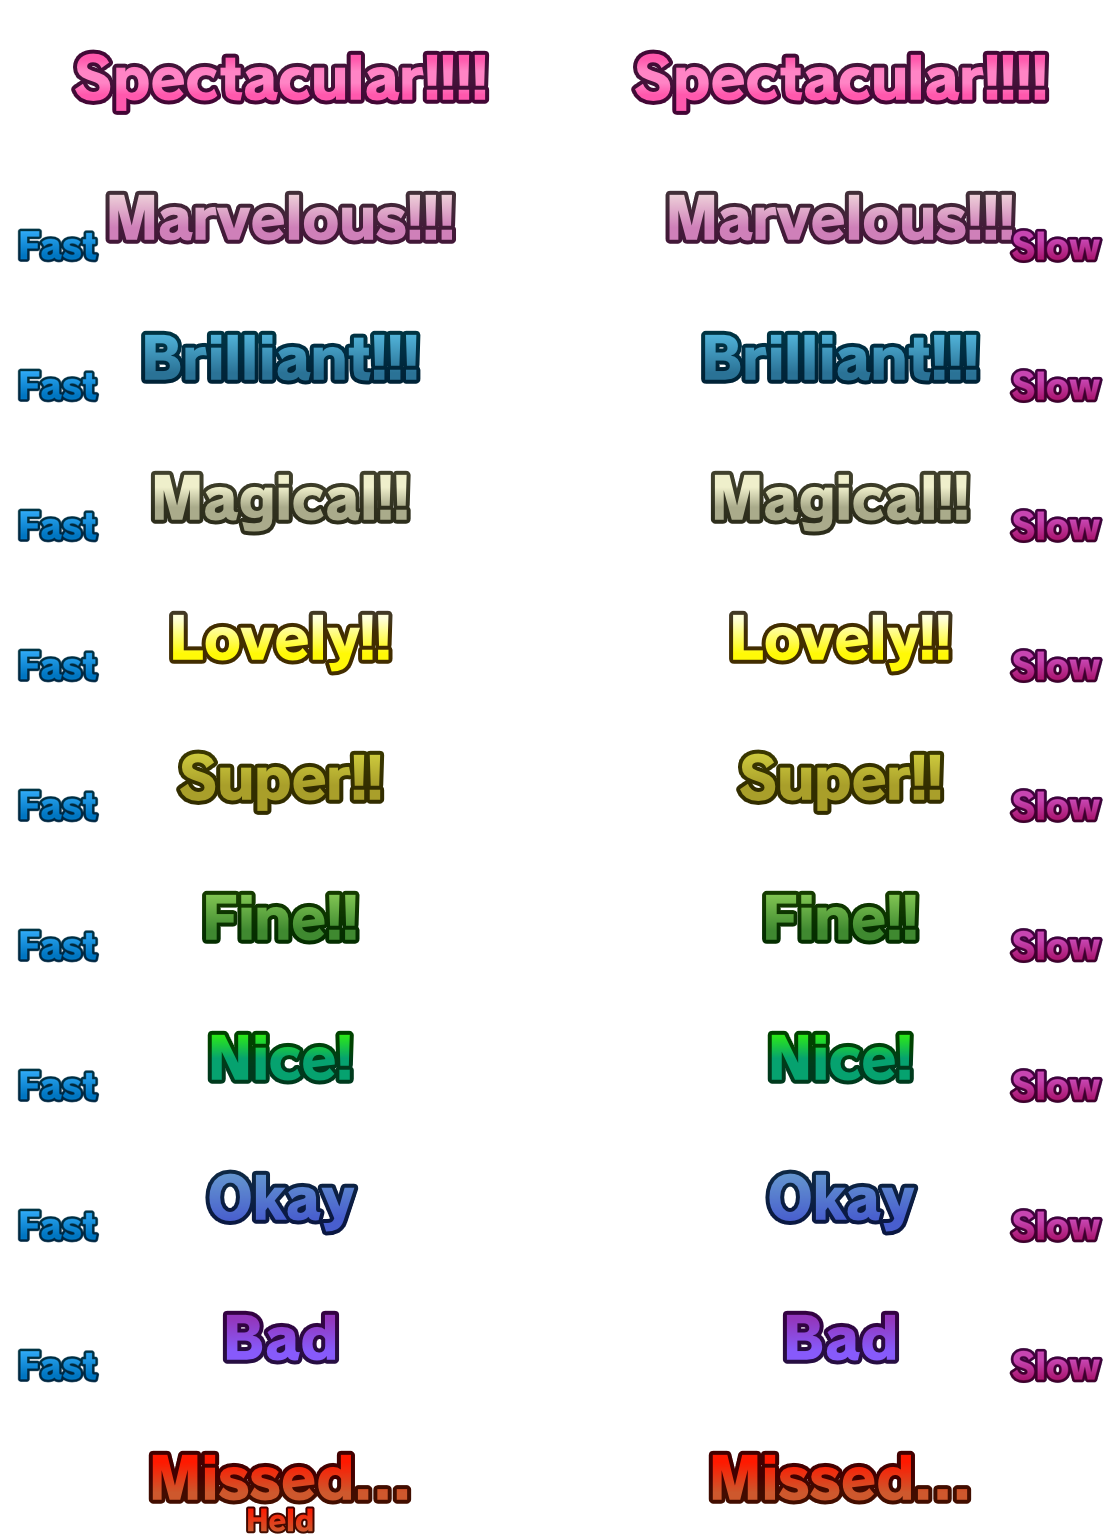 Spectacular!!!! Spectacular!!!!
Marvelous!!! Marvelous!!!
Fast Slow
Brilliant!!! Brilliant!!!
Fast Slow
Magical!! Magical!!
Fast Slow
Lovely!! Lovely!!
Fast Slow
Super!! Super!!
Fast Slow
Fine!! Fine!!
Fast Slow
Nice! Nice!
Fast Slow
Okay Okay
Fast Slow
Bad Bad
Fast Slow
Missed... Missed...
Held